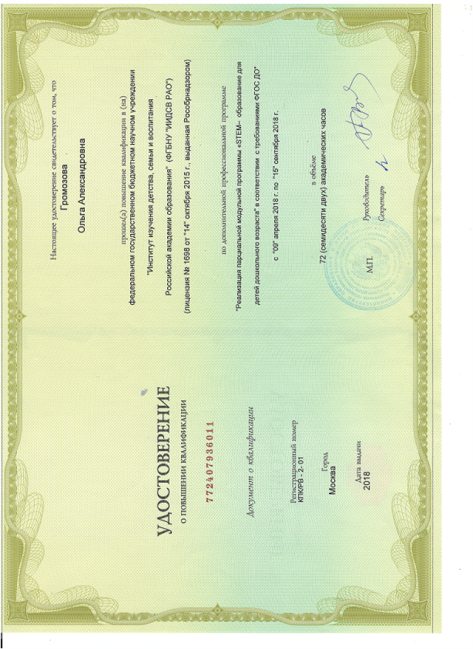 УДОСТОВЕРЕНИЕ
О ПОВЫШЕНИИ КВАЛИФИКАЦИИ
772407936011
Документ о квалификации
Регистрационный номер
КПК/РВ - 2- 01
Город
Москва
Дата выдачи
2018
Настоящее удостоверение свидетельствует о том, что
Громозова
Ольга Александровна
прошел(а) повышение квалификации в (на)
Федеральном государственном бюджетном научном учреждении
"Институт изучения детства, семьи и воспитания
Российской академии образования" (ФГБНУ "ИИДСВ РАО")
(лицензия № 1698 от "14" октября 2015 г., выданная Рособрнадзором)
по дополнительной профессиональной программе
"Реализация парциальной модульной программы «STEM– образование для
детей дошкольного возраста" в соответствии с требованиями ФГОС ДО"
с "09" апреля 2018 г. по "15" сентября 2018 г.
в объёме
72 (семидесяти двух) академических часов
М.П.
Руководитель
Секретарь